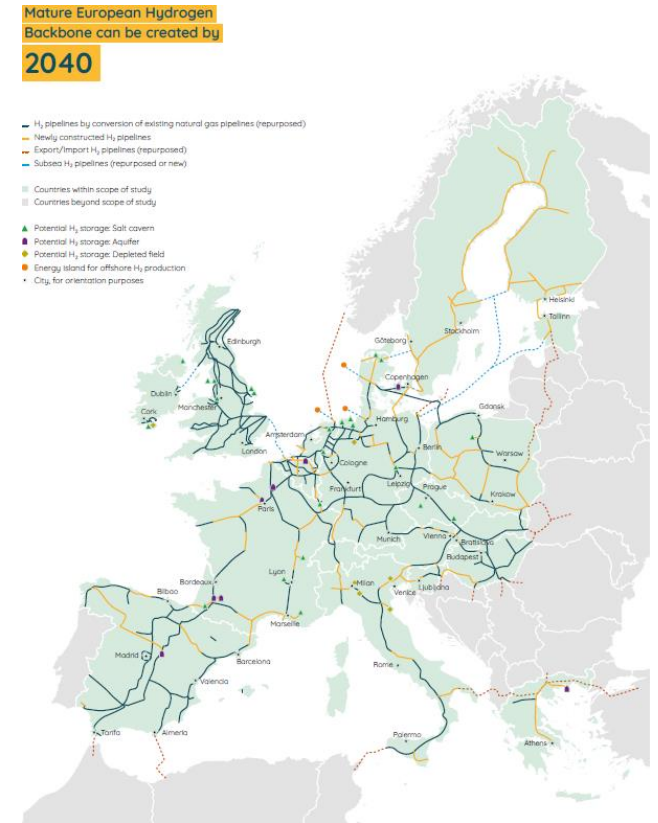 Mature European Hydrogen
Backbone can be created by
2040
H₂ pipelines by conversion of existing natural gas pipelines (repurposed)
Newly constructed H₂ pipelines
Export/Import H₂ pipelines (repurposed)
Subsea H₂ pipelines (repurposed or new)
Countries within scope of study
Countries beyond scope of study
Potential H₂ storage: Salt cavern
Potential H₂ storage: Aquifer
Potential H₂ storage: Depleted field
Energy island for offshore H₂ production
City, for orientation purposes
Helsinki
Tallinn
Stockholm
Göteborg
Edinburgh
Copenhagen
Dublin
Manchester
Cork
Gdansk
Hamburg
Amsterdam
Berlin
London
Warsaw
Cologne
Leipzig
Prague
Frankfurt
Krakow
Paris
Munich
Vienna
Bratislava
Budapest
Lyon
Milan
Venice
Ljubljana
Bordeaux
Bilbao
Marseille
Madrid
Barcelona
Rome
Valencia
Tarifa
Almeria
Palermo
Athens